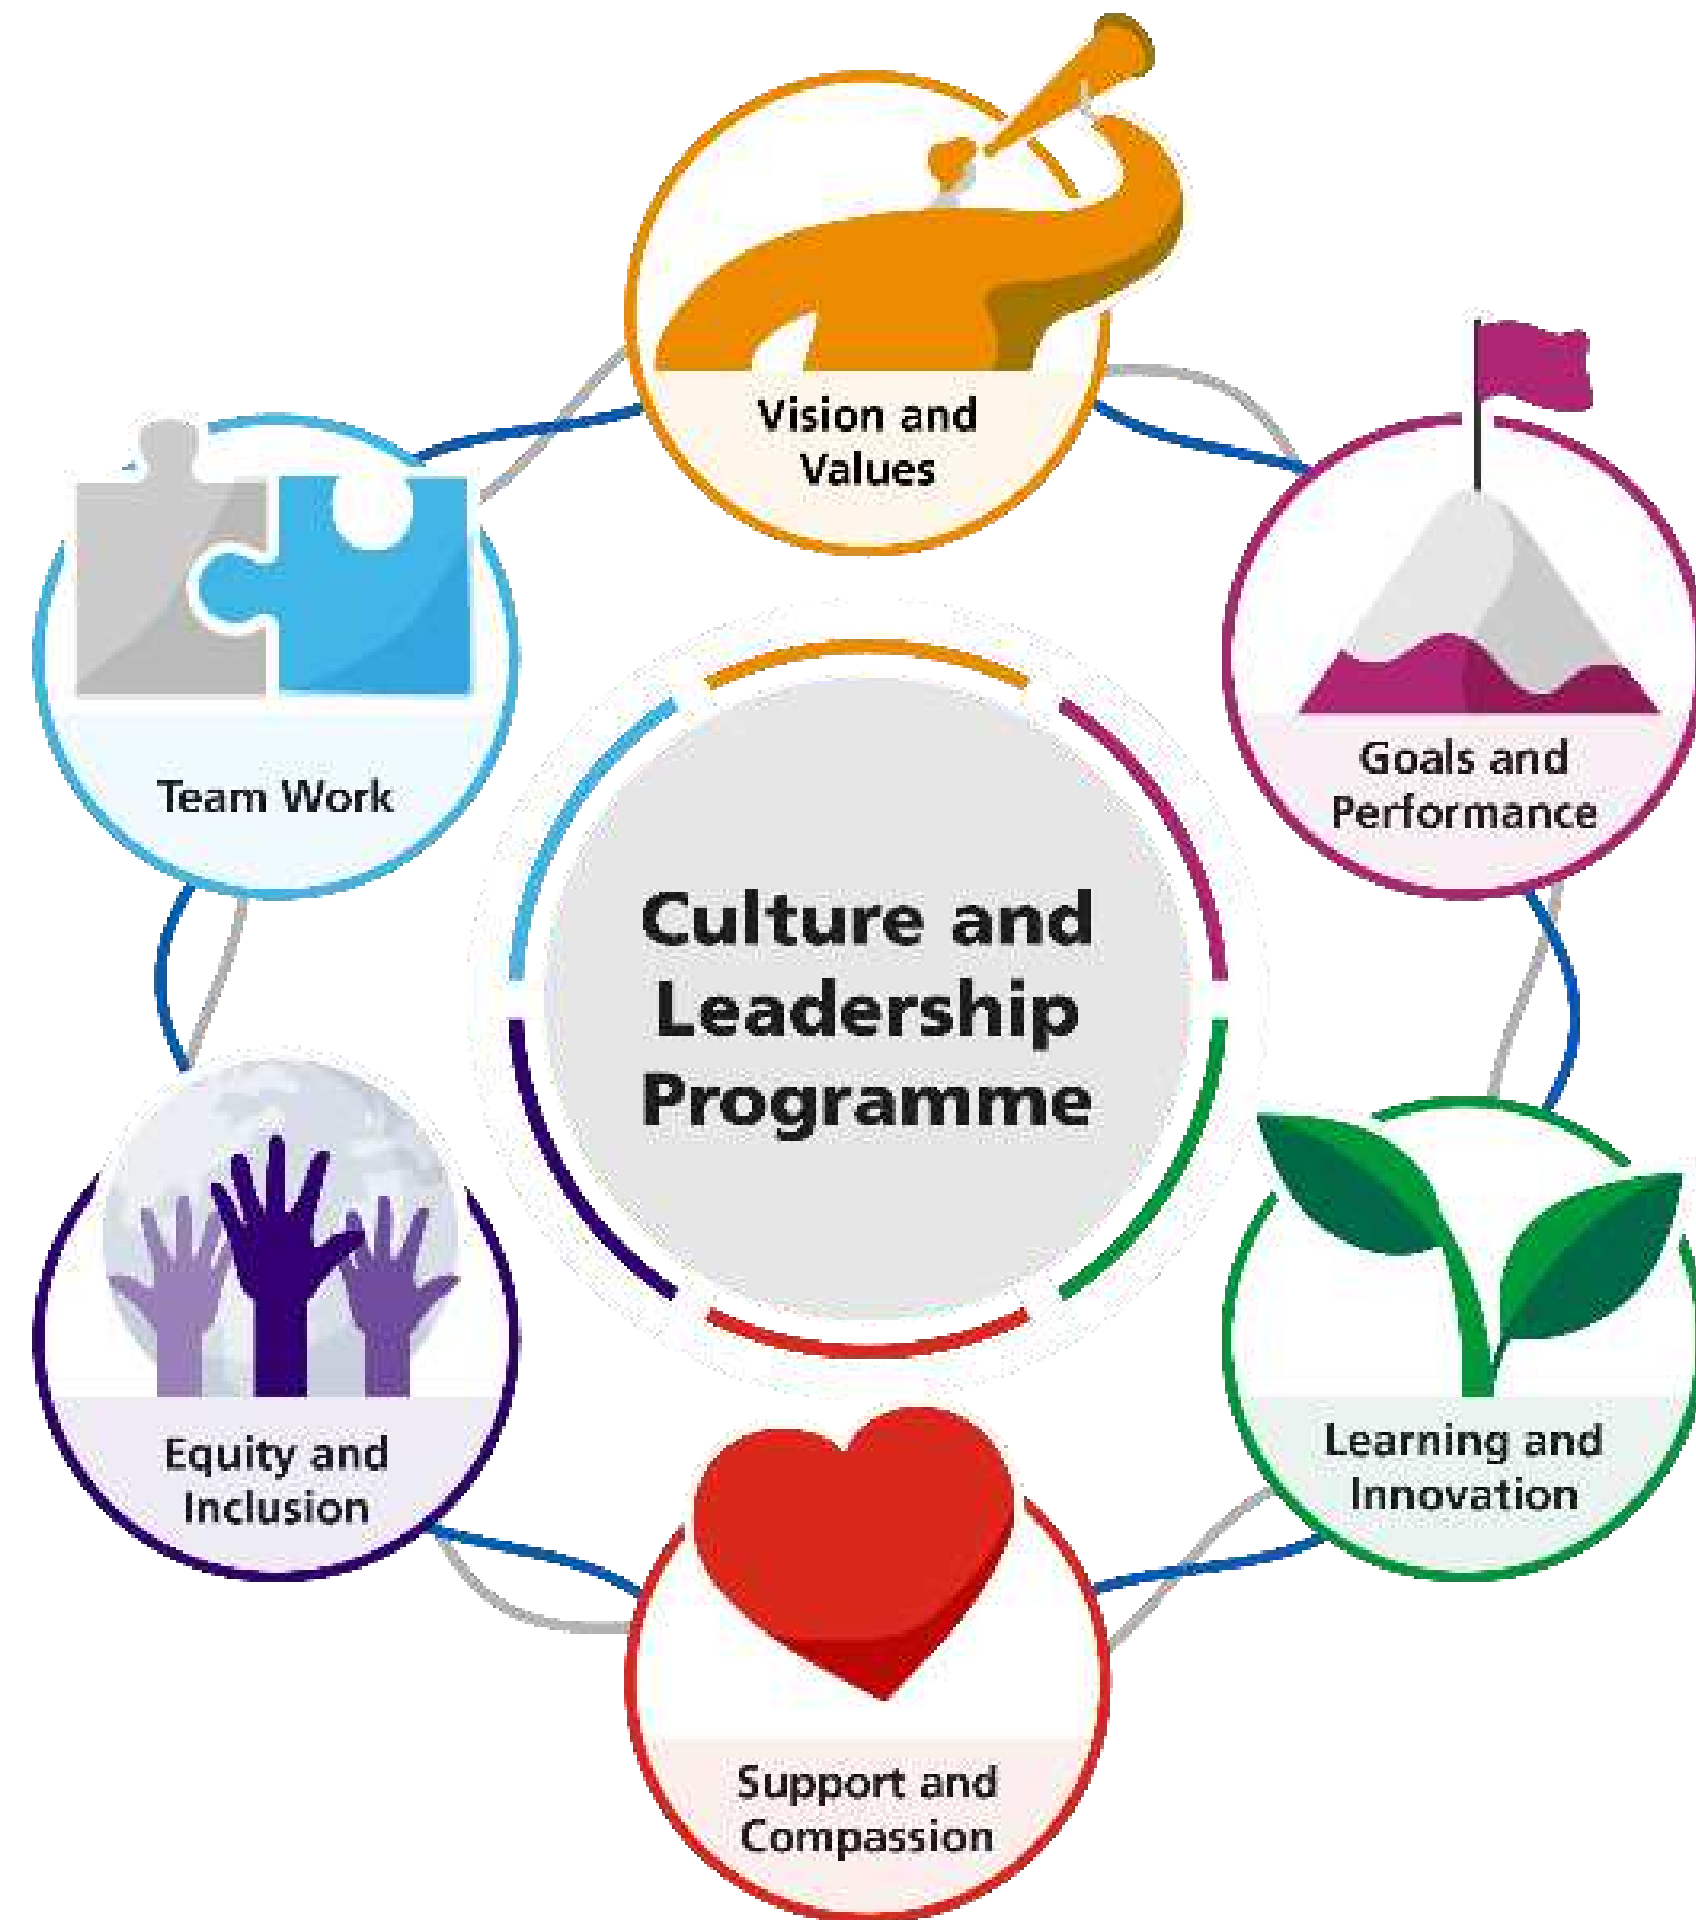 Vision and
Values
Goals and
Performance
Team Work
Culture and
Leadership
Programme
Equity and
Inclusion
Learning and
Innovation
Support and
Compassion